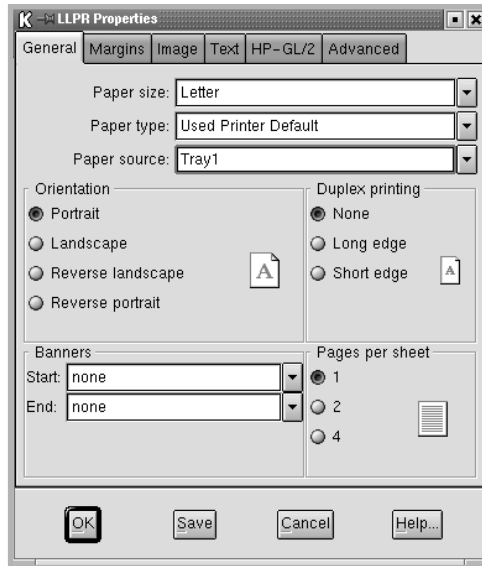 LLPR Properties
General Margins Image Text HP-GL/2 Advanced
Paper size: Letter
Paper type: Used Printer Default
Paper source: Tray1
Orientation
Portrait
Landscape
Reverse landscape
Reverse portrait
A
Duplex printing
None
Long edge
Short edge
A
Banners
Start: none
End: none
Pages per sheet
1
2
4
OK Save Cancel Help...